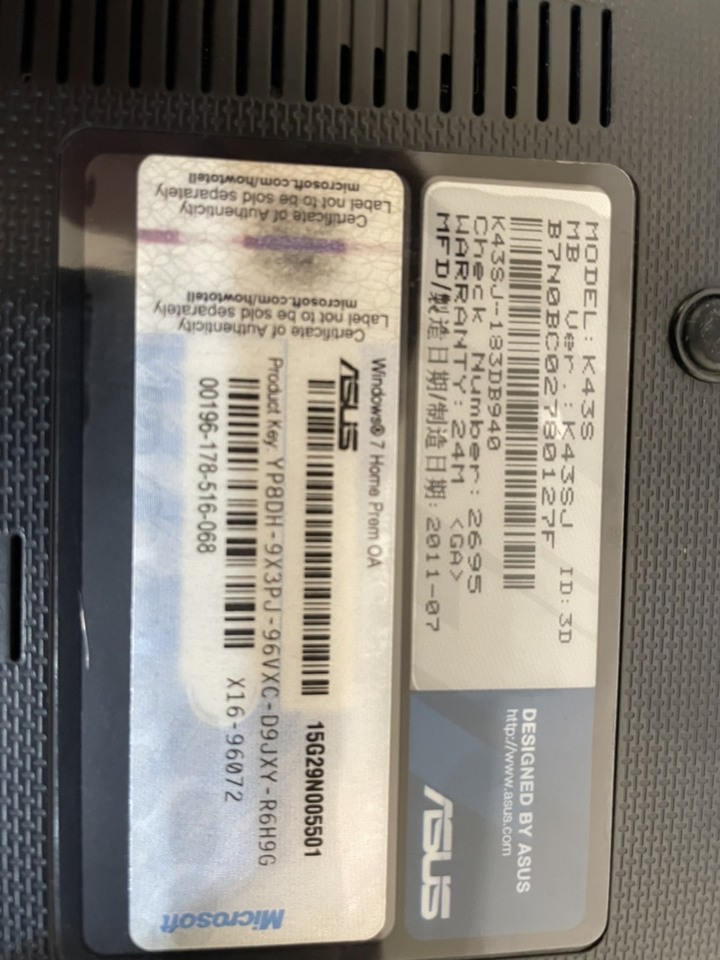 MODEL: K43S
MB Ver.: K43SJ ID: 3D
B7N0BC02780127F
K43SJ-183DB940
Check Number: 2695
WARRANTY: 24M <GA>
MFD/製造日期/制造日期: 2011-07
DESIGNED BY ASUS
http://www.asus.com
ASUS
Windows® 7 Home Prem OA
ASUS
15G29N005501
Product Key: YP8DH-9X3PJ-96VXC-D9JXY-R6H9G
X16-96072
00196-178-516-068
Microsoft
Certificate of Authenticity
Label not to be sold separately
microsoft.com/howtotell
Certificate of Authenticity
Label not to be sold separately
microsoft.com/howtotell